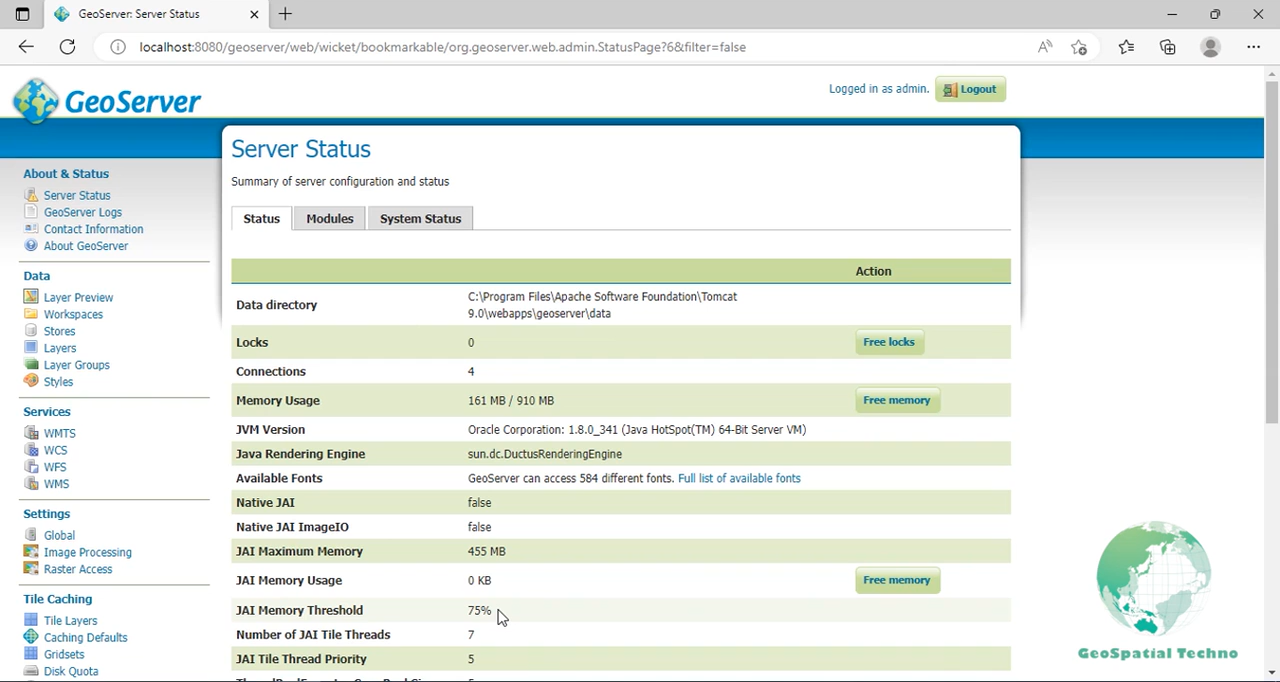 GeoServer: Server Status
localhost:8080/geoserver/web/wicket/bookmarkable/org.geoserver.web.admin.StatusPage?6&filter=false
GeoServer
Logged in as admin.
Logout
About & Status
Server Status
GeoServer Logs
Contact Information
About GeoServer
Data
Layer Preview
Workspaces
Stores
Layers
Layer Groups
Styles
Services
WMTS
WCS
WFS
WMS
Settings
Global
Image Processing
Raster Access
Tile Caching
Tile Layers
Caching Defaults
Gridsets
Disk Quota
Server Status
Summary of server configuration and status
Status Modules System Status
Action
Data directory C:\Program Files\Apache Software Foundation\Tomcat
9.0\webapps\geoserver\data
Locks 0 Free locks
Connections 4
Memory Usage 161 MB / 910 MB Free memory
JVM Version Oracle Corporation: 1.8.0_341 (Java HotSpot(TM) 64-Bit Server VM)
Java Rendering Engine sun.dc.DuctusRenderingEngine
Available Fonts GeoServer can access 584 different fonts. Full list of available fonts
Native JAI false
Native JAI ImageIO false
JAI Maximum Memory 455 MB
JAI Memory Usage 0 KB Free memory
JAI Memory Threshold 75%
Number of JAI Tile Threads 7
JAI Tile Thread Priority 5
GeoSpatial Techno